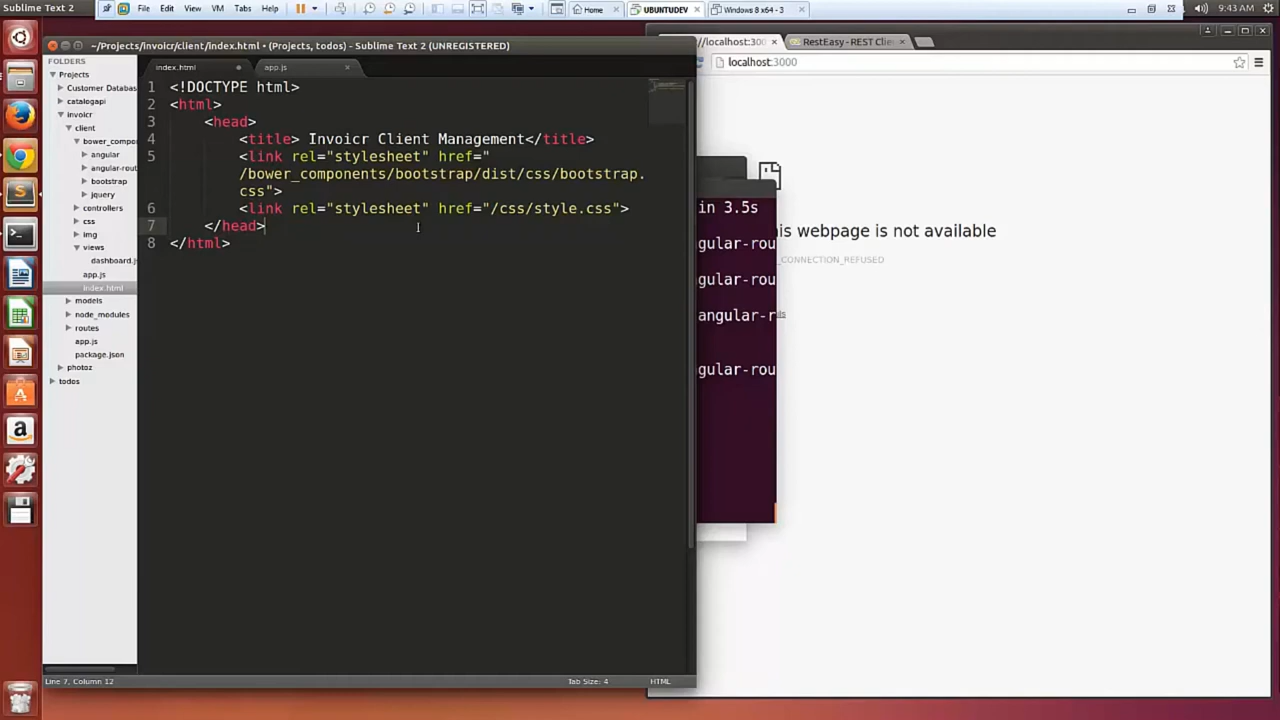 Sublime Text 2
File Edit View VM Tabs Help
Home
UBUNTUDEV
Windows 8 x64 - 3
9:43 AM
~/Projects/invoicr/client/index.html • (Projects, todos) - Sublime Text 2 (UNREGISTERED)
//localhost:300
RestEasy - REST Clie
localhost:3000
FOLDERS
Projects
Customer Databas
catalogapi
invoicr
client
bower_compo
angular
angular-rout
bootstrap
jquery
controllers
css
img
views
dashboard.
app.js
index.html
models
node_modules
routes
app.js
package.json
photoz
todos
index.html
app.js
1 <!DOCTYPE html>
2 <html>
3 <head>
4 <title> Invoicr Client Management</title>
5 <link rel="stylesheet" href="
/bower_components/bootstrap/dist/css/bootstrap.
css">
6 <link rel="stylesheet" href="/css/style.css">
7 </head>
8 </html>
in 3.5s
gular-rou
gular-rou
angular-r
gular-rou
is webpage is not available
_CONNECTION_REFUSED
Line 7, Column 12
Tab Size: 4
HTML